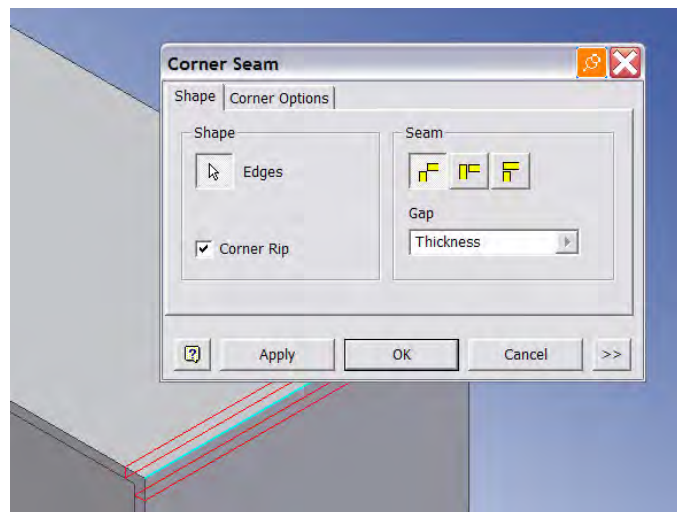 Corner Seam
Shape Corner Options
Shape
Edges
Corner Rip
Seam
Gap
Thickness
? Apply OK Cancel >>